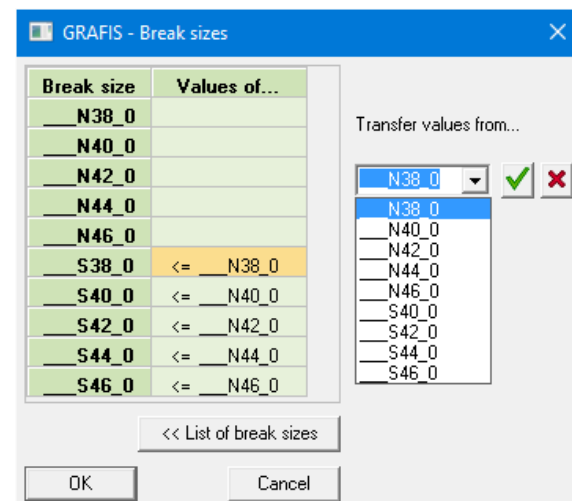 GRAFIS - Break sizes
Break size Values of...
___N38_0
___N40_0
___N42_0
___N44_0
___N46_0
___S38_0 <= ___N38_0
___S40_0 <= ___N40_0
___S42_0 <= ___N42_0
___S44_0 <= ___N44_0
___S46_0 <= ___N46_0
Transfer values from...
___N38_0
___N38_0
___N40_0
___N42_0
___N44_0
___N46_0
___S40_0
___S42_0
___S44_0
___S46_0
<< List of break sizes
OK Cancel